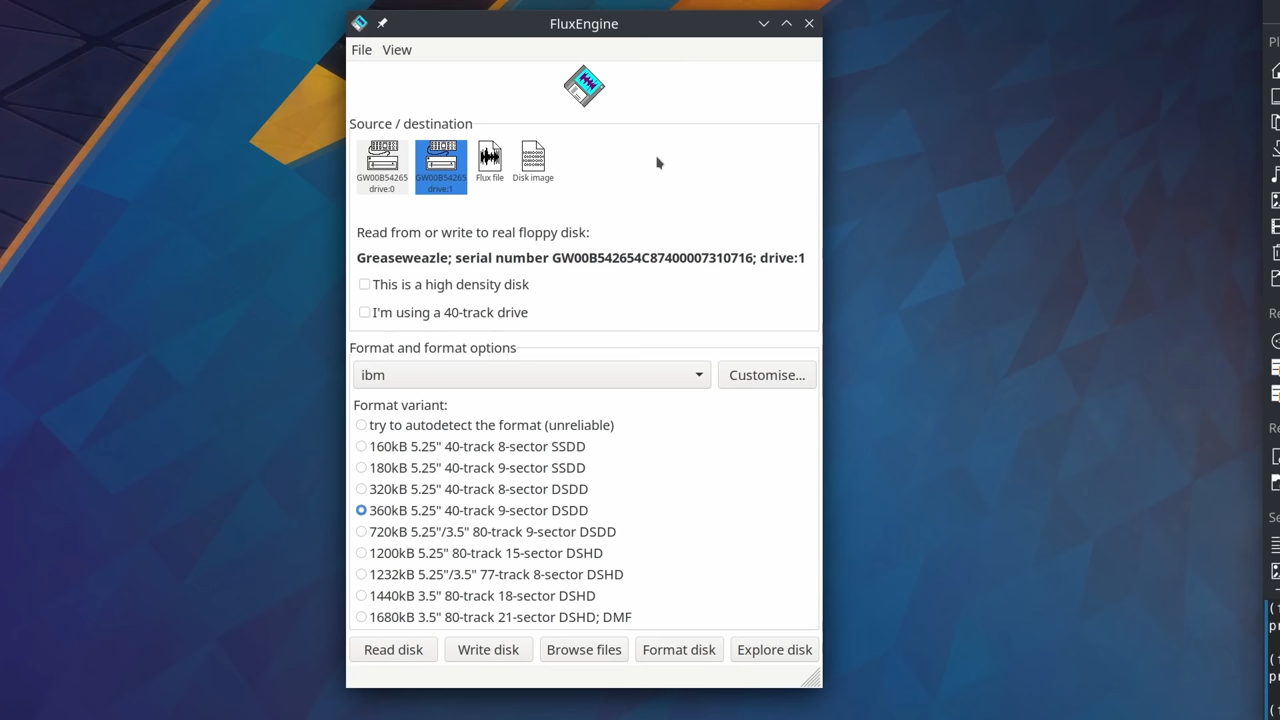 FluxEngine
File View
Source / destination
GW00B54265 drive:0
GW00B54265 drive:1
Flux file
Disk image
Read from or write to real floppy disk:
Greaseweazle; serial number GW00B542654C87400007310716; drive:1
This is a high density disk
I'm using a 40-track drive
Format and format options
ibm
Customise...
Format variant:
try to autodetect the format (unreliable)
160kB 5.25" 40-track 8-sector SSDD
180kB 5.25" 40-track 9-sector SSDD
320kB 5.25" 40-track 8-sector DSDD
360kB 5.25" 40-track 9-sector DSDD
720kB 5.25"/3.5" 80-track 9-sector DSDD
1200kB 5.25" 80-track 15-sector DSHD
1232kB 5.25"/3.5" 77-track 8-sector DSHD
1440kB 3.5" 80-track 18-sector DSHD
1680kB 3.5" 80-track 21-sector DSHD; DMF
Read disk Write disk Browse files Format disk Explore disk